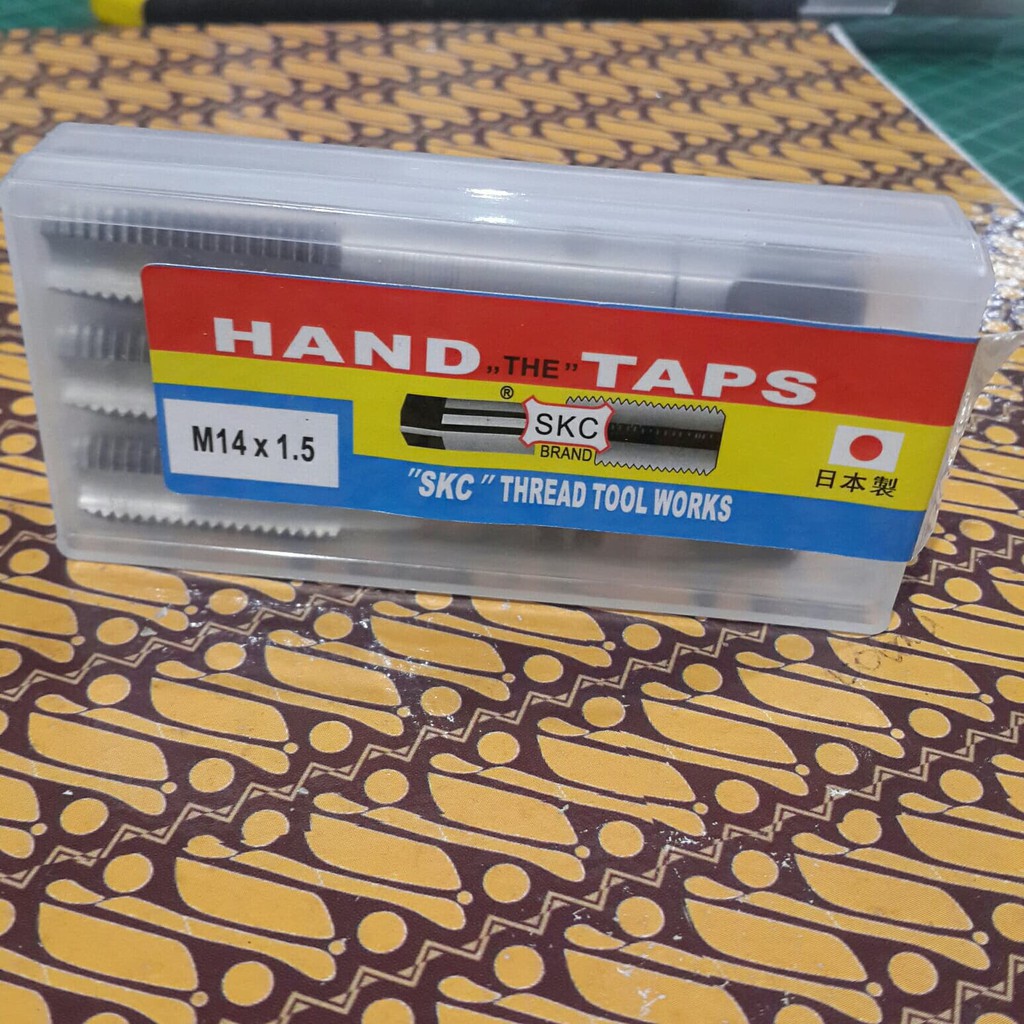 HAND „THE” TAPS
®
SKC
BRAND
M14 x 1.5
日本製
"SKC" THREAD TOOL WORKS